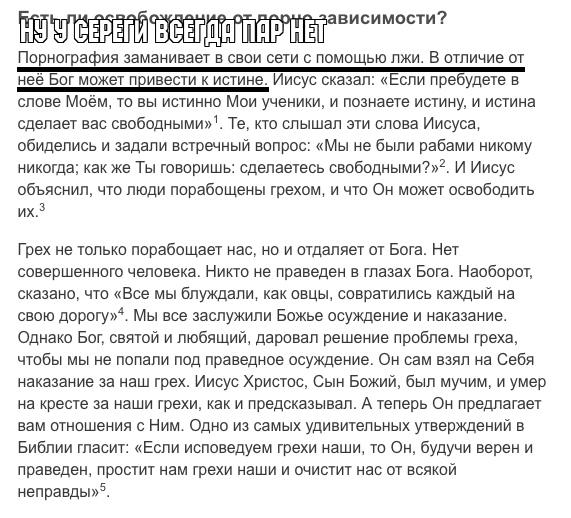 Есть ли освобождение от порно-зависимости?
НУ У СЕРЕГИ ВСЕГДА ПАР НЕТ
Порнография заманивает в свои сети с помощью лжи. В отличие от
неё Бог может привести к истине. Иисус сказал: «Если пребудете в
слове Моём, то вы истинно Мои ученики, и познаете истину, и истина
сделает вас свободными»¹. Те, кто слышал эти слова Иисуса,
обиделись и задали встречный вопрос: «Мы не были рабами никому
никогда; как же Ты говоришь: сделаетесь свободными?»². И Иисус
объяснил, что люди порабощены грехом, и что Он может освободить
их.³
Грех не только порабощает нас, но и отдаляет от Бога. Нет
совершенного человека. Никто не праведен в глазах Бога. Наоборот,
сказано, что «Все мы блуждали, как овцы, совратились каждый на
свою дорогу»⁴. Мы все заслужили Божье осуждение и наказание.
Однако Бог, святой и любящий, даровал решение проблемы греха,
чтобы мы не попали под праведное осуждение. Он сам взял на Себя
наказание за наш грех. Иисус Христос, Сын Божий, был мучим, и умер
на кресте за наши грехи, как и предсказывал. А теперь Он предлагает
вам отношения с Ним. Одно из самых удивительных утверждений в
Библии гласит: «Если исповедуем грехи наши, то Он, будучи верен и
праведен, простит нам грехи наши и очистит нас от всякой
неправды»⁵.